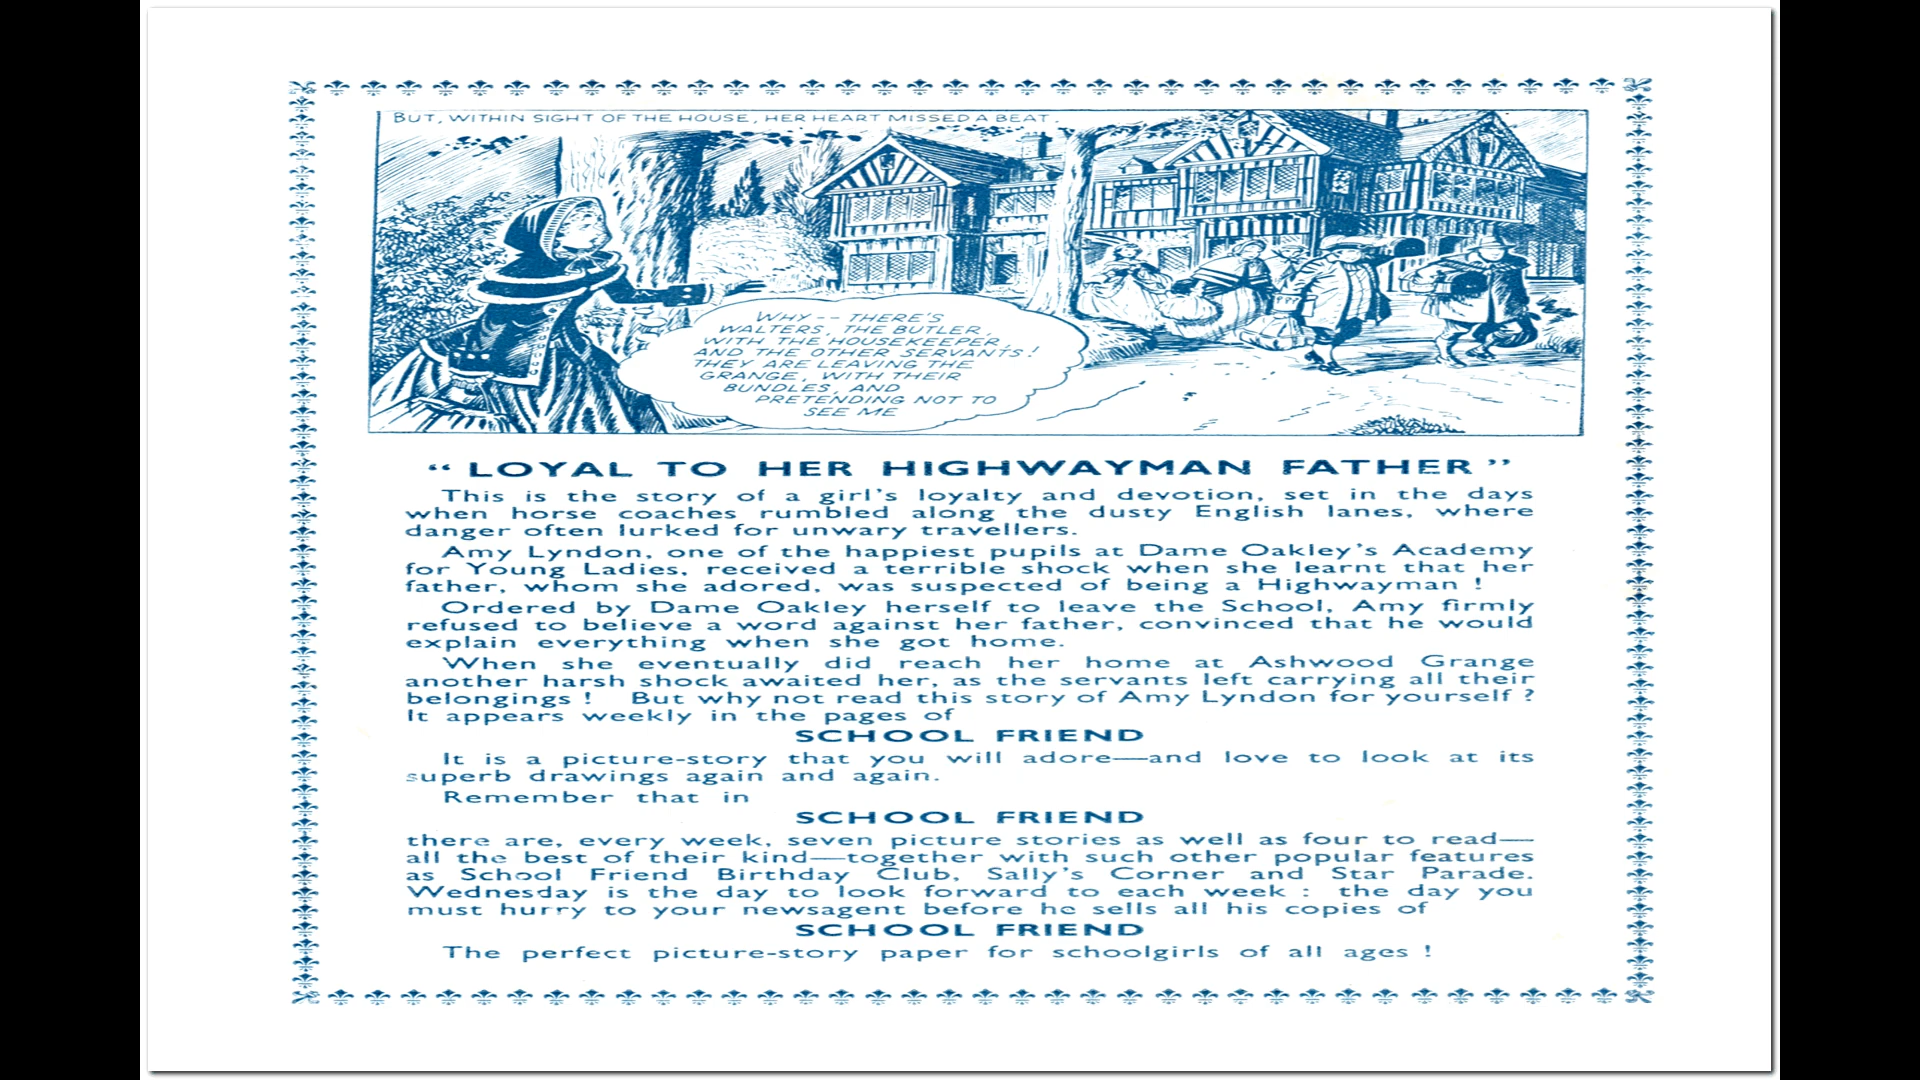 BUT, WITHIN SIGHT OF THE HOUSE, HER HEART MISSED A BEAT.
WHY -- THERE'S
WALTERS, THE BUTLER,
WITH THE HOUSEKEEPER,
AND THE OTHER SERVANTS!
THEY ARE LEAVING THE
GRANGE, WITH THEIR
BUNDLES, AND
PRETENDING NOT TO
SEE ME
“LOYAL TO HER HIGHWAYMAN FATHER”
This is the story of a girl's loyalty and devotion, set in the days
when horse coaches rumbled along the dusty English lanes, where
danger often lurked for unwary travellers.
Amy Lyndon, one of the happiest pupils at Dame Oakley's Academy
for Young Ladies, received a terrible shock when she learnt that her
father, whom she adored, was suspected of being a Highwayman !
Ordered by Dame Oakley herself to leave the School, Amy firmly
refused to believe a word against her father, convinced that he would
explain everything when she got home.
When she eventually did reach her home at Ashwood Grange
another harsh shock awaited her, as the servants left carrying all their
belongings ! But why not read this story of Amy Lyndon for yourself ?
It appears weekly in the pages of
SCHOOL FRIEND
It is a picture-story that you will adore—and love to look at its
superb drawings again and again.
Remember that in
SCHOOL FRIEND
there are, every week, seven picture stories as well as four to read—
all the best of their kind—together with such other popular features
as School Friend Birthday Club, Sally's Corner and Star Parade.
Wednesday is the day to look forward to each week : the day you
must hurry to your newsagent before he sells all his copies of
SCHOOL FRIEND
The perfect picture-story paper for schoolgirls of all ages !